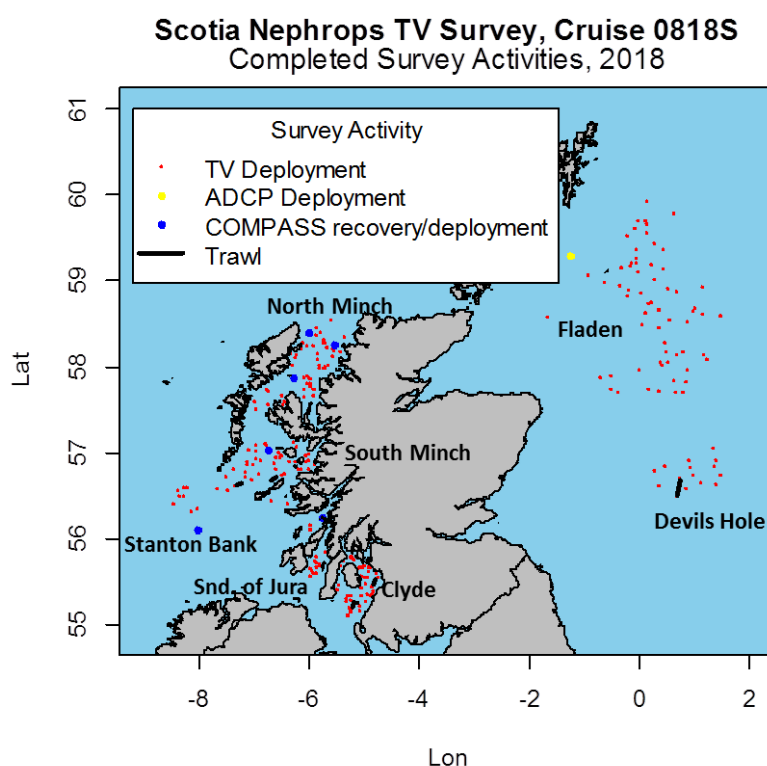 Scotia Nephrops TV Survey, Cruise 0818S
Completed Survey Activities, 2018
Survey Activity
TV Deployment
ADCP Deployment
COMPASS recovery/deployment
Trawl
North Minch
Fladen
South Minch
Devils Hole
Stanton Bank
Snd. of Jura
Clyde
Lat
61
60
59
58
57
56
55
-8
-6
-4
-2
0
2
Lon